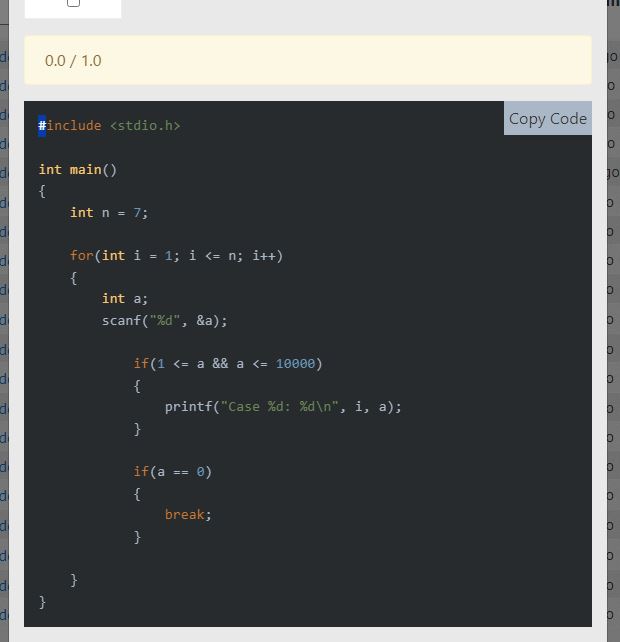 0.0 / 1.0
Copy Code
#include <stdio.h>
int main()
{
    int n = 7;
    for(int i = 1; i <= n; i++)
    {
        int a;
        scanf("%d", &a);
            if(1 <= a && a <= 10000)
            {
                printf("Case %d: %d\n", i, a);
            }
            if(a == 0)
            {
                break;
            }
    }
}